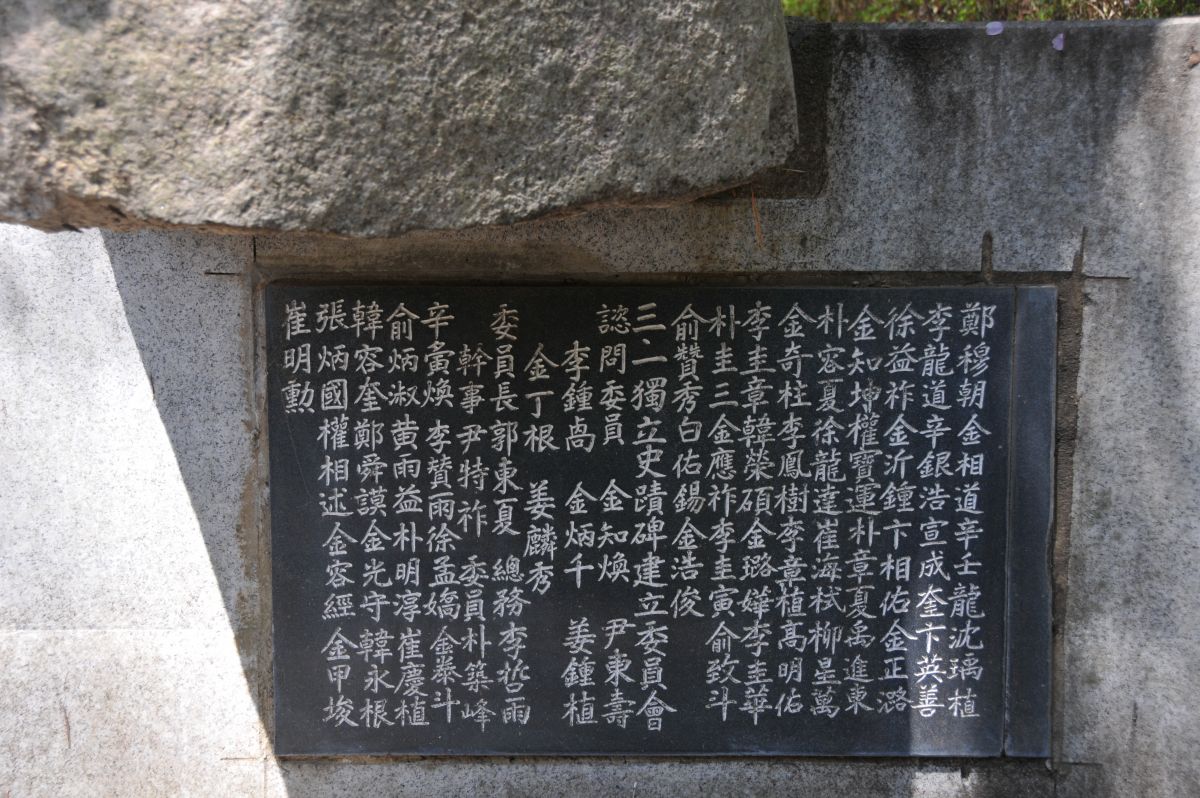 鄭穆朝金相道辛壬龍沈瑀植
李龍道辛銀浩宣成奎卞英善
徐益祚金沂鐘卞相佑金正潞
金知坤權寶運朴章夏禹進東
朴容夏徐龍達崔海栻柳星萬
金奇柱李鳳樹李章植高明佑
李圭章韓榮碩金璐燁李圭華
朴圭三金應祚李圭寅俞致斗
俞贊秀白佑錫金浩俊
三·一獨立史蹟碑建立委員會
諮問委員 金知煥 尹東壽
李鍾卨 金炳千 姜鍾植
金丁根 姜麟秀
委員長郭東夏 總務李哲雨
幹事尹特祚 委員朴築峰
辛㬚煥 李贊雨徐孟嬌金泰斗
俞炳淑黄雨益朴明淳崔慶植
韓容奎鄭舜謨金光守韓永根
張炳國權相述金容經金甲埈
崔明勳